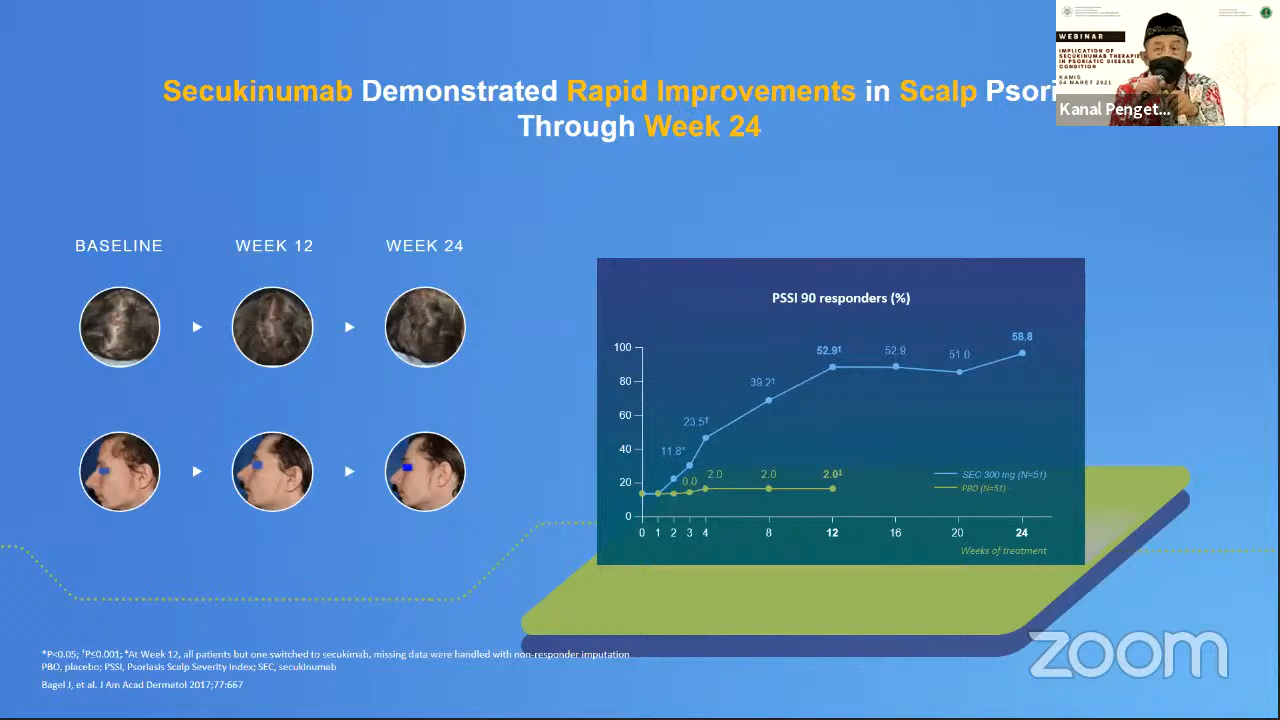 Secukinumab Demonstrated Rapid Improvements in Scalp Psori
Through Week 24
WEBINAR
IMPLICATION OF
SECUKINUMAB THERAPIE
IN PSORIATIC DISEASE
CONDITION
KAMIS
04 MARET 2021
Kanal Penget...
BASELINE WEEK 12 WEEK 24
PSSI 90 responders (%)
100
80
60
40
20
0
11.8* 23.5† 39.2† 52.9† 52.9 51.0 58.8
0.0 2.0 2.0 2.0‡
SEC 300 mg (N=51)
PBO (N=51)
0 1 2 3 4 8 12 16 20 24
Weeks of treatment
*P<0.05; †P≤0.001; ‡At Week 12, all patients but one switched to secukimab, missing data were handled with non-responder imputation
PBO, placebo; PSSI, Psoriasis Scalp Severity Index; SEC, secukinumab
Bagel J, et al. J Am Acad Dermatol 2017;77:667
zoom